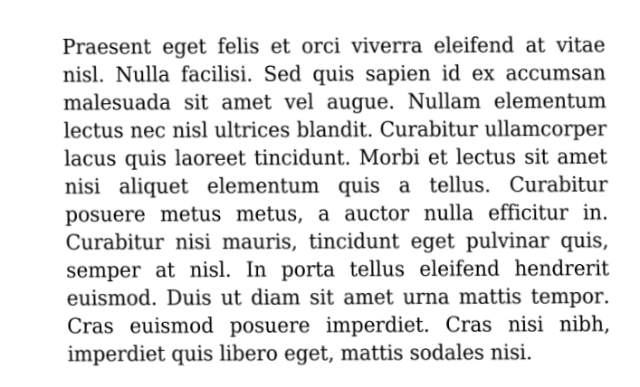 Praesent eget felis et orci viverra eleifend at vitae
nisl. Nulla facilisi. Sed quis sapien id ex accumsan
malesuada sit amet vel augue. Nullam elementum
lectus nec nisl ultrices blandit. Curabitur ullamcorper
lacus quis laoreet tincidunt. Morbi et lectus sit amet
nisi aliquet elementum quis a tellus. Curabitur
posuere metus metus, a auctor nulla efficitur in.
Curabitur nisi mauris, tincidunt eget pulvinar quis,
semper at nisl. In porta tellus eleifend hendrerit
euismod. Duis ut diam sit amet urna mattis tempor.
Cras euismod posuere imperdiet. Cras nisi nibh,
imperdiet quis libero eget, mattis sodales nisi.